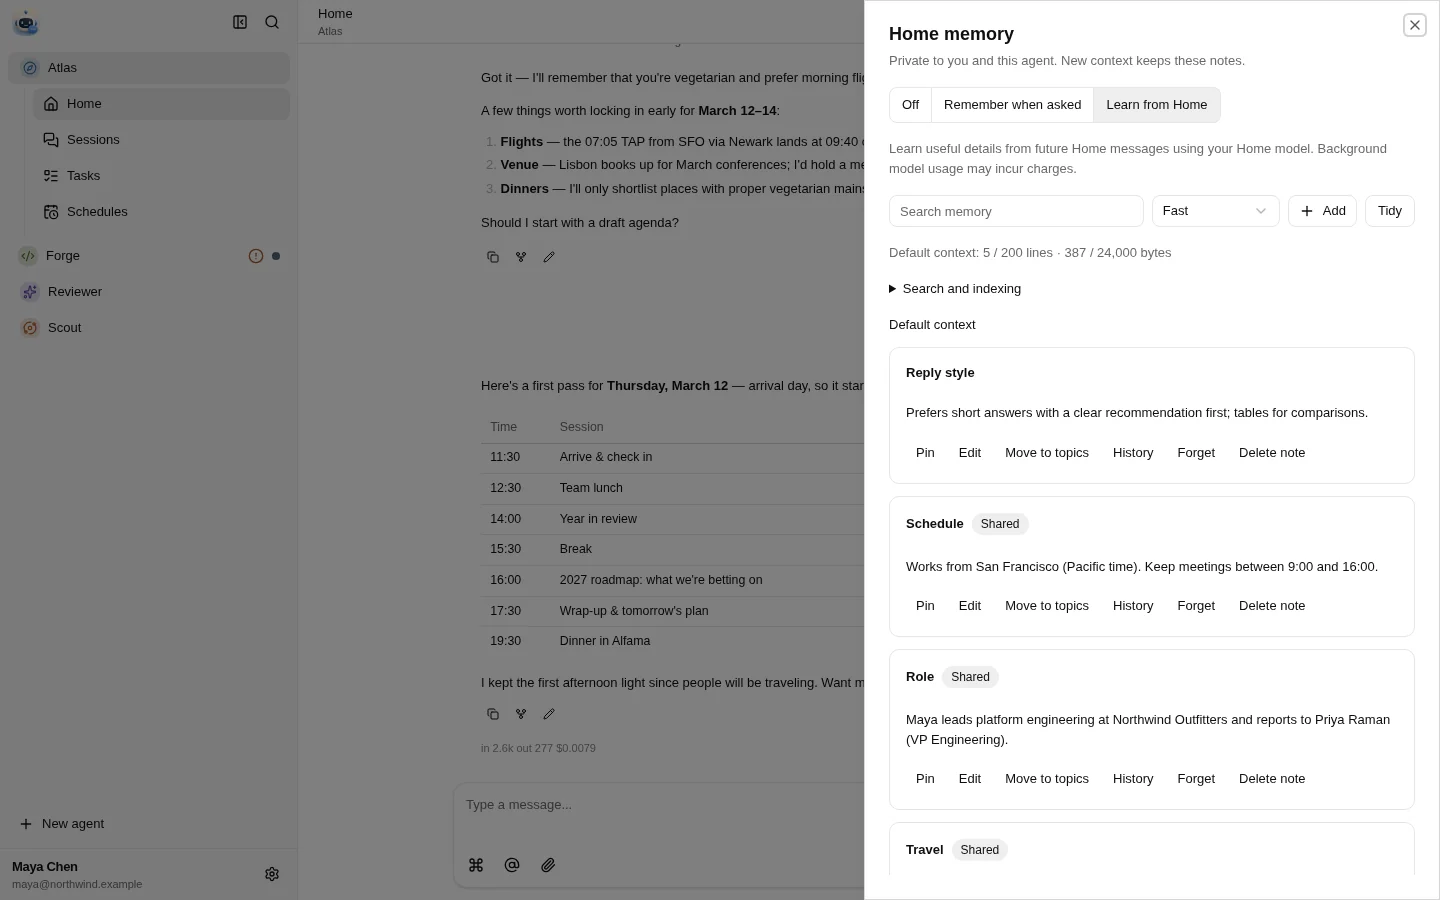 Home
Atlas
Atlas
Home
Sessions
Tasks
Schedules
Forge
Reviewer
Scout
New agent
Maya Chen
maya@northwind.example
Got it — I'll remember that you're vegetarian and prefer morning
A few things worth locking in early for March 12–14:
1. Flights — the 07:05 TAP from SFO via Newark lands at 09:40
2. Venue — Lisbon books up for March conferences; I'd hold a
3. Dinners — I'll only shortlist places with proper vegetarian
Should I start with a draft agenda?
Here's a first pass for Thursday, March 12 — arrival day, so it
Time Session
11:30 Arrive & check in
12:30 Team lunch
14:00 Year in review
15:30 Break
16:00 2027 roadmap: what we're betting on
17:30 Wrap-up & tomorrow's plan
19:30 Dinner in Alfama
I kept the first afternoon light since people will be traveling. Want
in 2.6k out 277 $0.0079
Type a message...
Home memory
Private to you and this agent. New context keeps these notes.
Off Remember when asked Learn from Home
Learn useful details from future Home messages using your Home model. Background
model usage may incur charges.
Search memory Fast Add Tidy
Default context: 5 / 200 lines · 387 / 24,000 bytes
Search and indexing
Default context
Reply style
Prefers short answers with a clear recommendation first; tables for comparisons.
Pin Edit Move to topics History Forget Delete note
Schedule Shared
Works from San Francisco (Pacific time). Keep meetings between 9:00 and 16:00.
Pin Edit Move to topics History Forget Delete note
Role Shared
Maya leads platform engineering at Northwind Outfitters and reports to Priya Raman
(VP Engineering).
Pin Edit Move to topics History Forget Delete note
Travel Shared